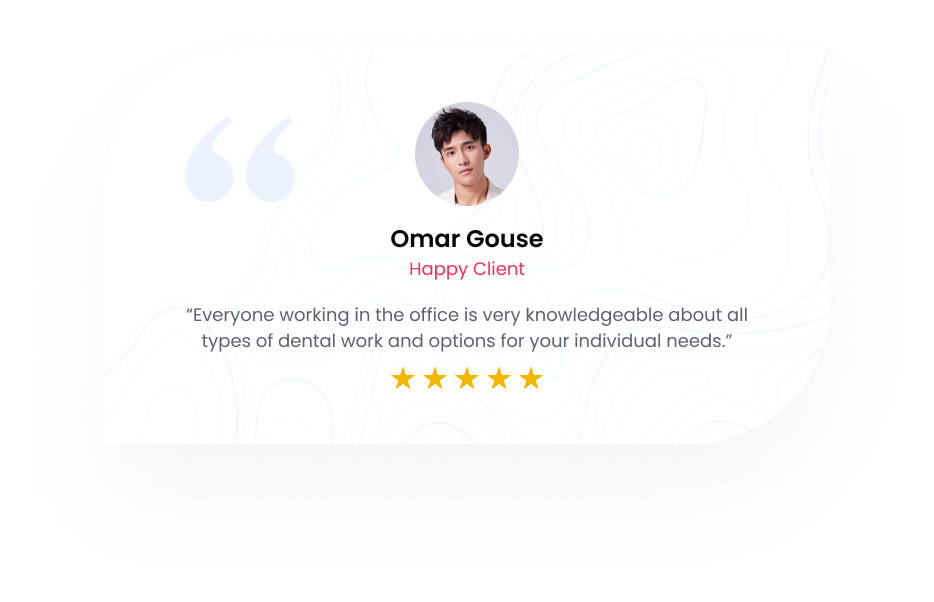 Omar Gouse
Happy Client
“Everyone working in the office is very knowledgeable about all
types of dental work and options for your individual needs.”